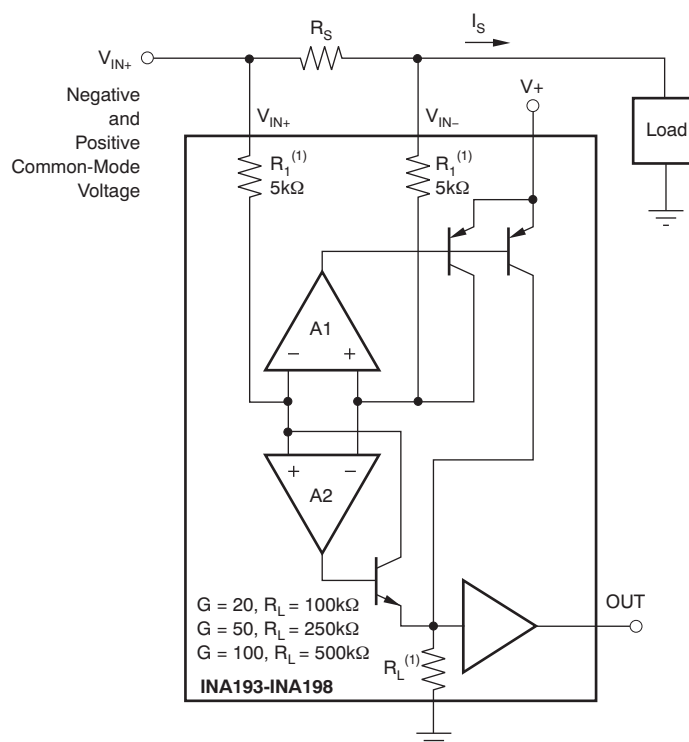 R_S
I_S
V_IN+
Negative
and
Positive
Common-Mode
Voltage
V_IN+
V_IN−
V+
Load
R_1^(1)
5kΩ
R_1^(1)
5kΩ
A1
− +
+ −
A2
G = 20, R_L = 100kΩ
G = 50, R_L = 250kΩ
G = 100, R_L = 500kΩ
R_L^(1)
OUT
INA193-INA198